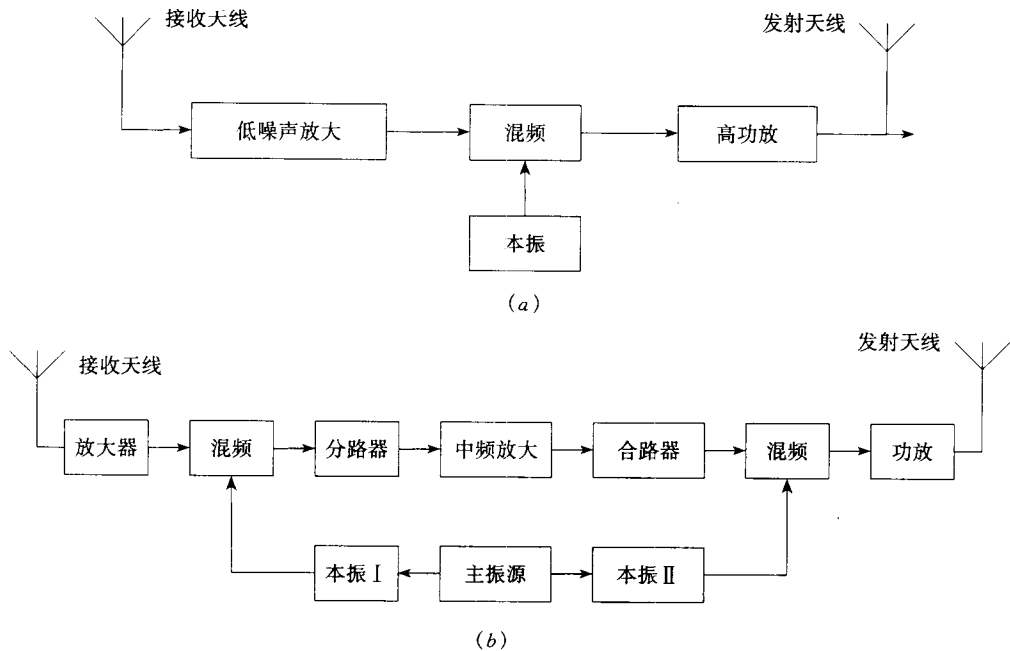 接收天线
发射天线
低噪声放大
混频
高功放
本振
(a)
接收天线
发射天线
放大器
混频
分路器
中频放大
合路器
混频
功放
本振Ⅰ
主振源
本振Ⅱ
(b)